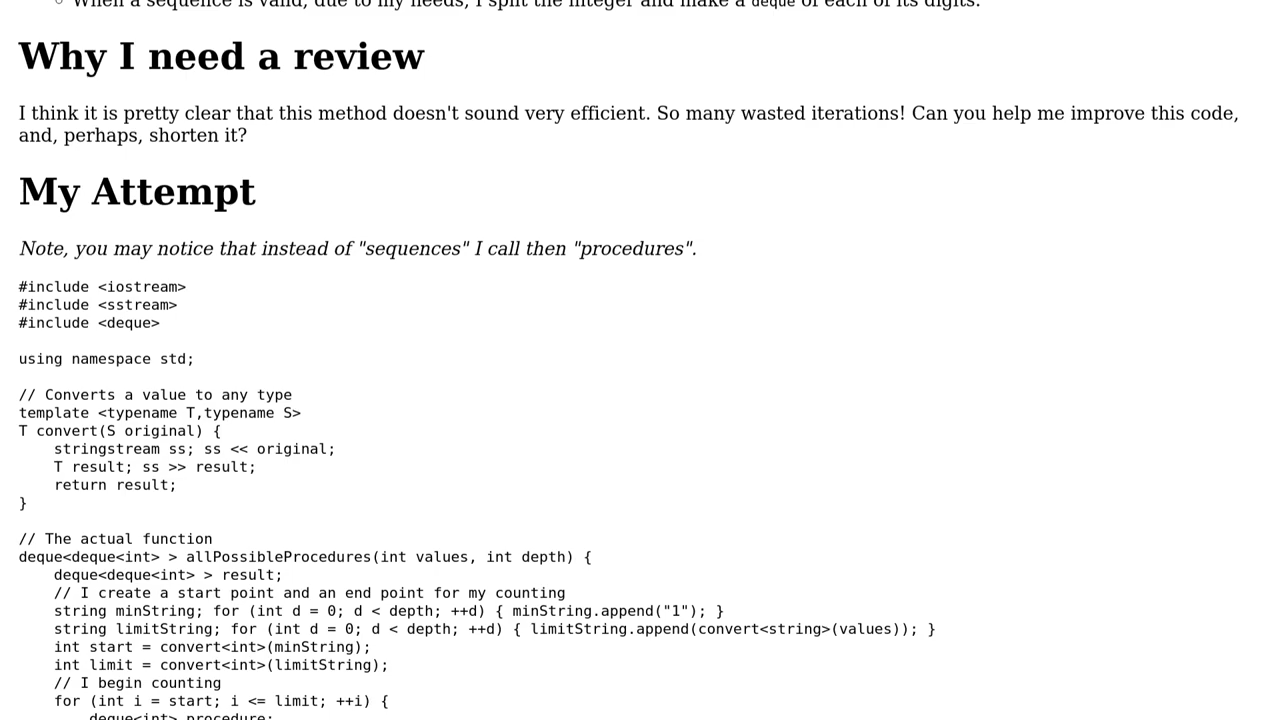 When a sequence is valid, due to my needs, I split the integer and make a deque of each of its digits.
Why I need a review
I think it is pretty clear that this method doesn't sound very efficient. So many wasted iterations! Can you help me improve this code,
and, perhaps, shorten it?
My Attempt
Note, you may notice that instead of "sequences" I call then "procedures".
#include <iostream>
#include <sstream>
#include <deque>
using namespace std;
// Converts a value to any type
template <typename T,typename S>
T convert(S original) {
    stringstream ss; ss << original;
    T result; ss >> result;
    return result;
}
// The actual function
deque<deque<int> > allPossibleProcedures(int values, int depth) {
    deque<deque<int> > result;
    // I create a start point and an end point for my counting
    string minString; for (int d = 0; d < depth; ++d) { minString.append("1"); }
    string limitString; for (int d = 0; d < depth; ++d) { limitString.append(convert<string>(values)); }
    int start = convert<int>(minString);
    int limit = convert<int>(limitString);
    // I begin counting
    for (int i = start; i <= limit; ++i) {
        deque<int> procedure;